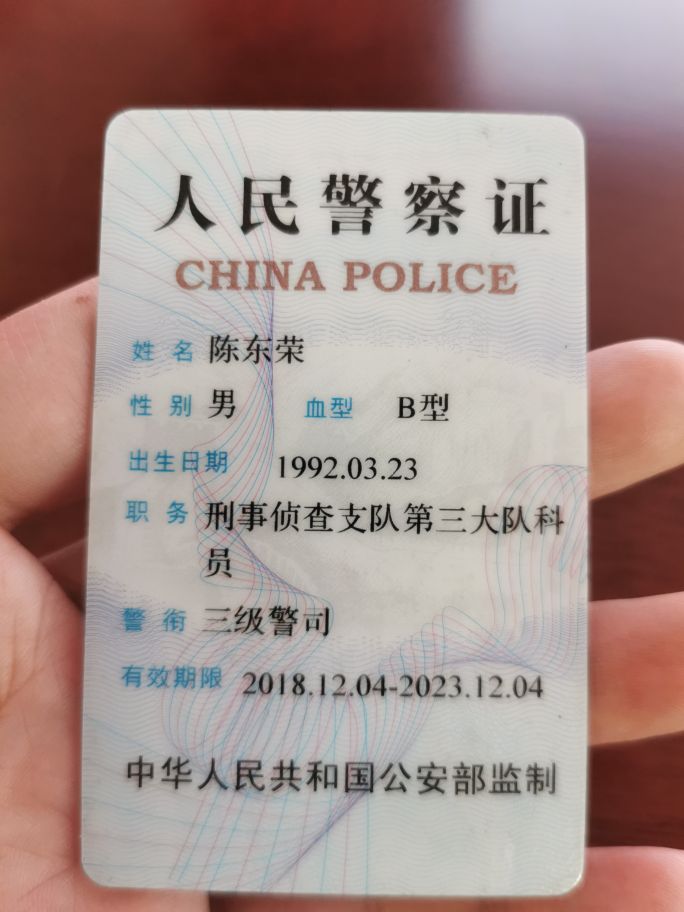 人民警察证
CHINA POLICE
姓 名 陈东荣
性 别 男 血型 B型
出生日期 1992.03.23
职 务 刑事侦查支队第三大队科
员
警 衔 三级警司
有效期限 2018.12.04-2023.12.04
中华人民共和国公安部监制